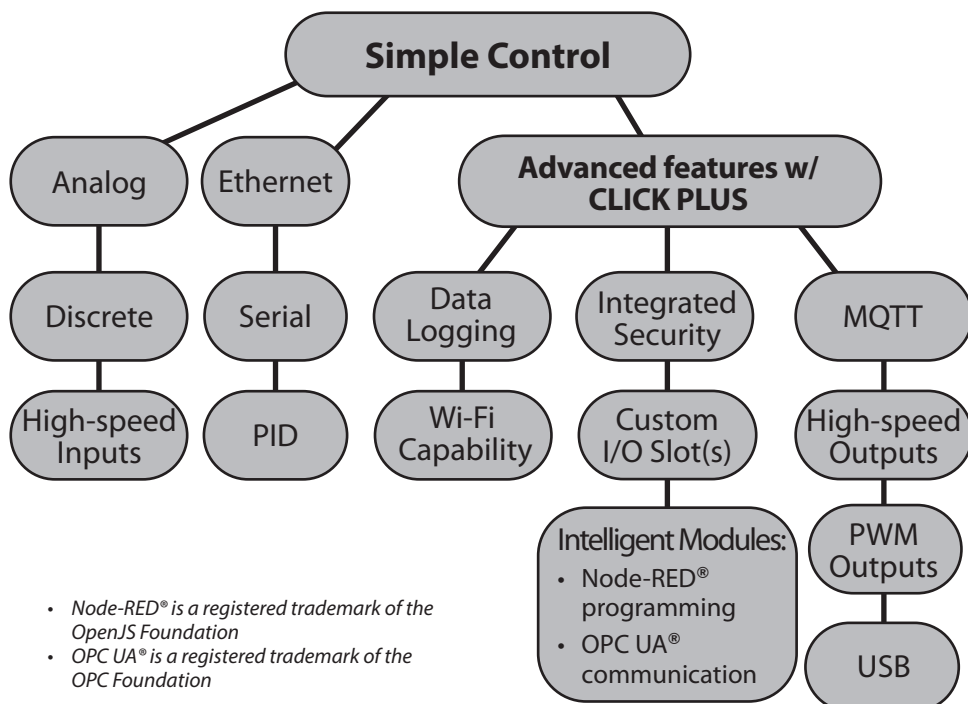 Simple Control
Analog
Ethernet
Advanced features w/
CLICK PLUS
Discrete
Serial
Data
Logging
Integrated
Security
MQTT
High-speed
Inputs
PID
Wi-Fi
Capability
Custom
I/O Slot(s)
High-speed
Outputs
Intelligent Modules:
• Node-RED®
programming
• OPC UA®
communication
PWM
Outputs
USB
• Node-RED® is a registered trademark of the
OpenJS Foundation
• OPC UA® is a registered trademark of the
OPC Foundation